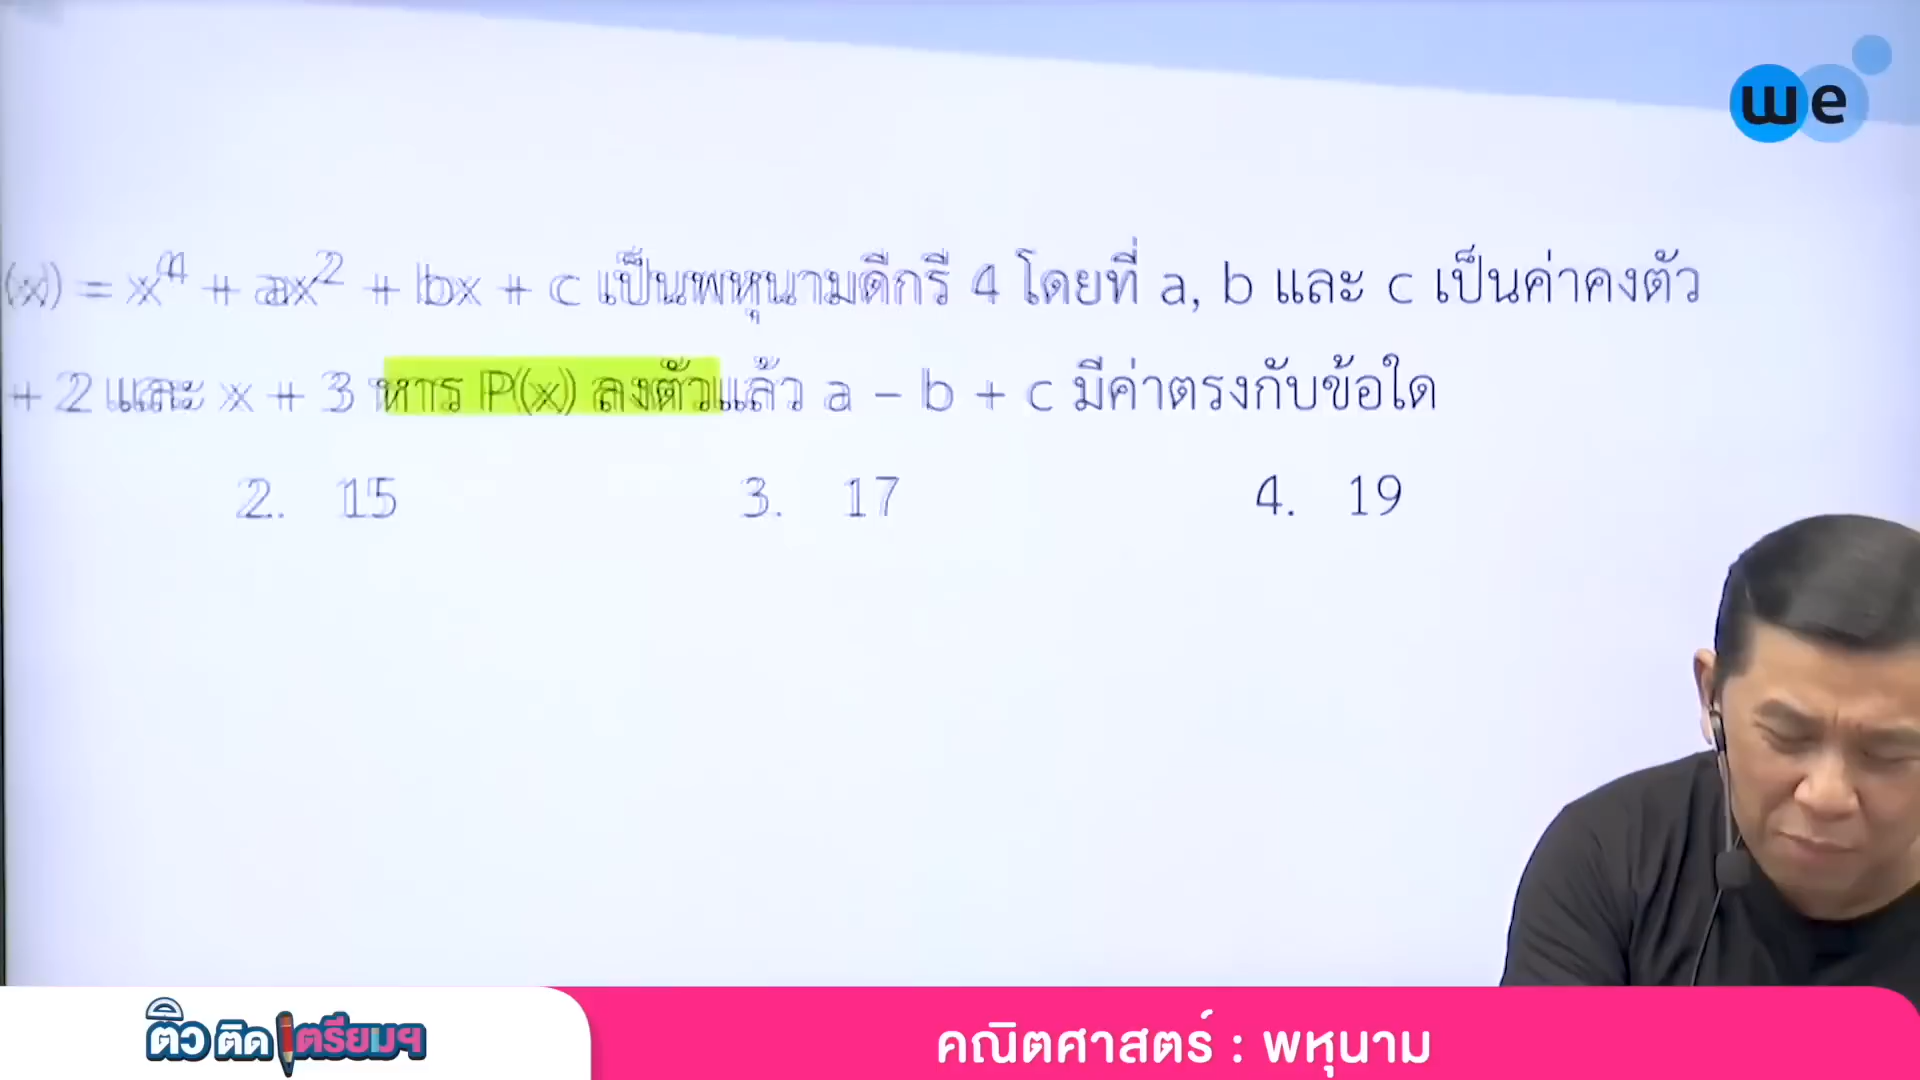 we
(x) = x⁴ + ax² + bx + c เป็นพหุนามดีกรี 4 โดยที่ a, b และ c เป็นค่าคงตัว
+ 2 และ x + 3 หาร P(x) ลงตัวแล้ว a – b + c มีค่าตรงกับข้อใด
2. 15 3. 17 4. 19
ติว ติด เตรียมฯ
คณิตศาสตร์ : พหุนาม